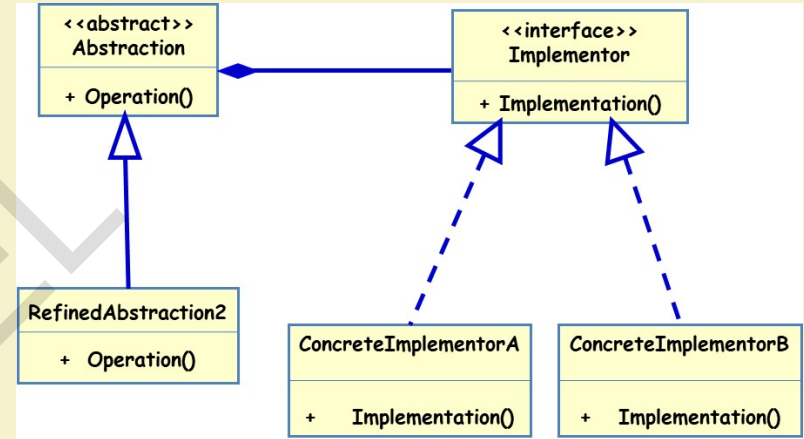 <<abstract>>
Abstraction
+ Operation()
<<interface>>
Implementor
+ Implementation()
RefinedAbstraction2
+ Operation()
ConcreteImplementorA
+ Implementation()
ConcreteImplementorB
+ Implementation()